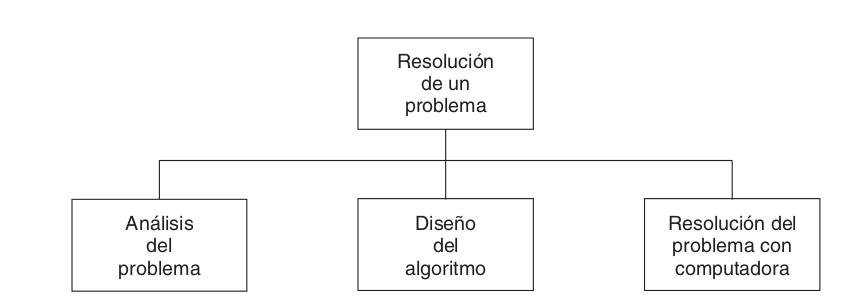 Resolución
de un
problema
Análisis
del
problema
Diseño
del
algoritmo
Resolución del
problema con
computadora